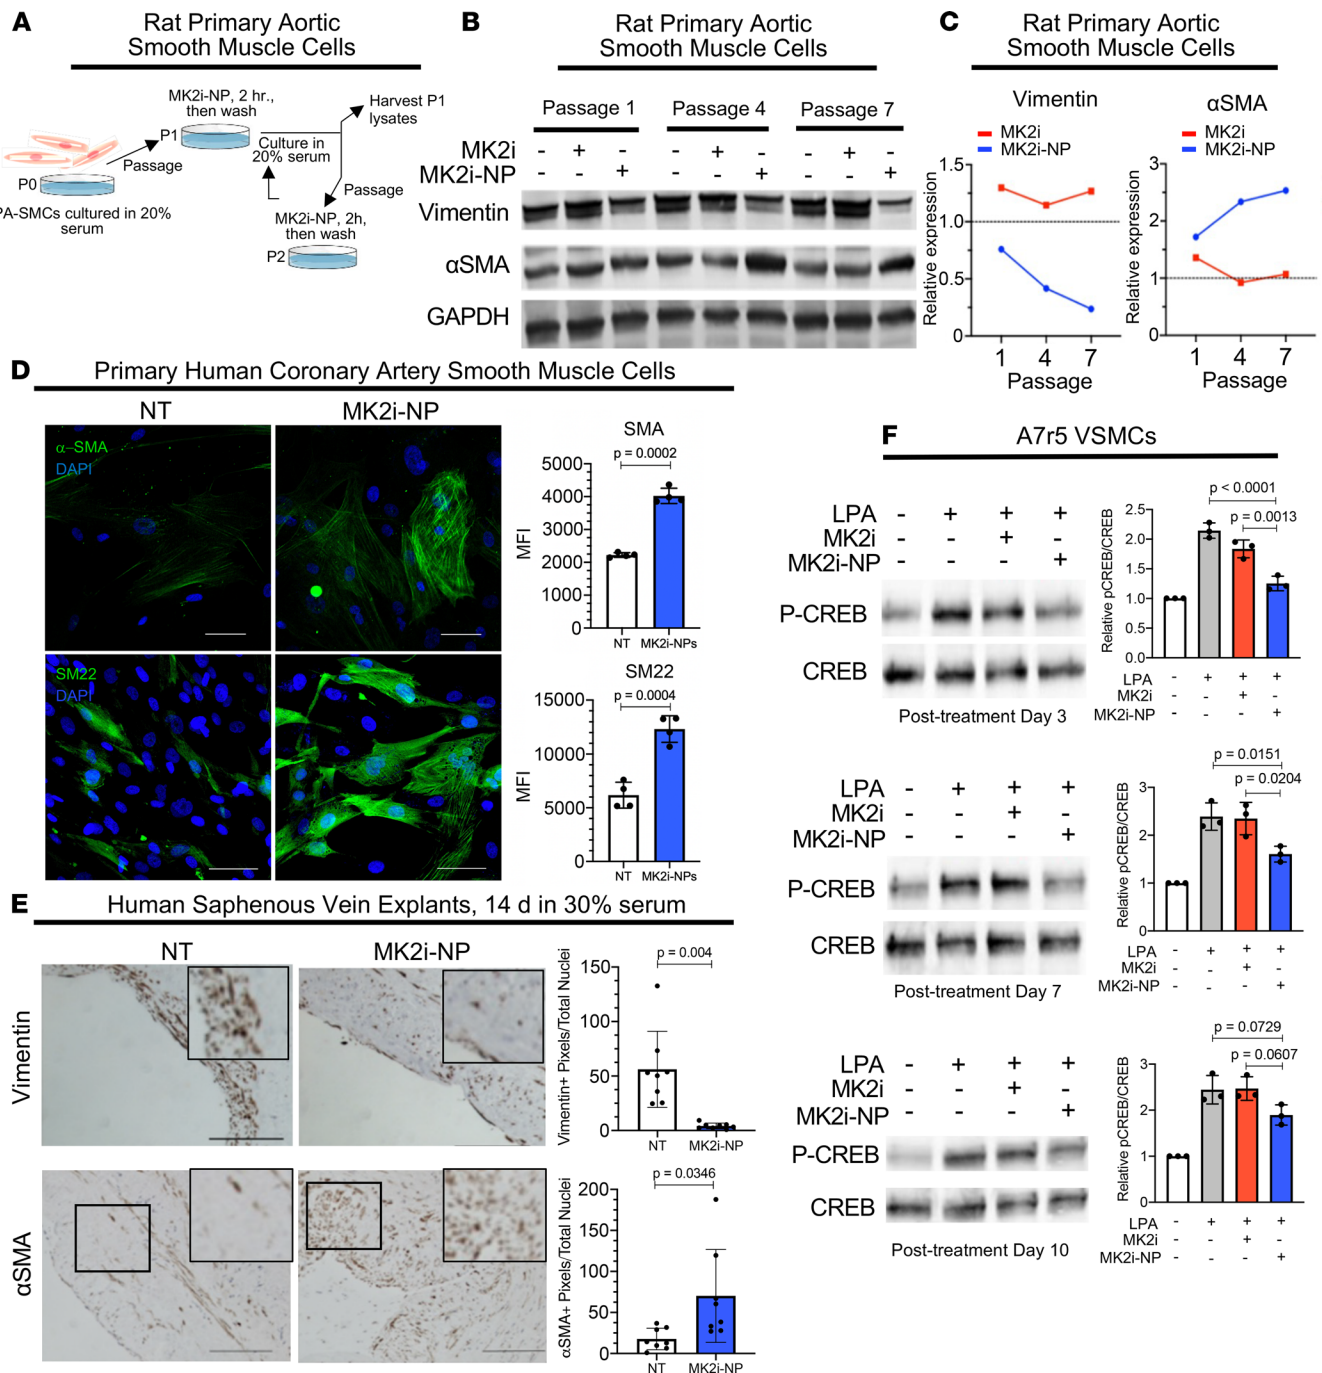 A
Rat Primary Aortic
Smooth Muscle Cells
MK2i-NP, 2 hr.,
then wash
P1
Harvest P1
lysates
Culture in
20% serum
Passage
P0
Passage
PA-SMCs cultured in 20%
serum
MK2i-NP, 2h,
then wash
P2
B
Rat Primary Aortic
Smooth Muscle Cells
Passage 1 Passage 4 Passage 7
MK2i - + - - + - - + -
MK2i-NP - - + - - + - - +
Vimentin
αSMA
GAPDH
C
Rat Primary Aortic
Smooth Muscle Cells
Vimentin
MK2i
MK2i-NP
Relative expression
1.5
1.0
0.5
0
1 4 7
Passage
αSMA
MK2i
MK2i-NP
Relative expression
3
2
1
0
1 4 7
Passage
D
Primary Human Coronary Artery Smooth Muscle Cells
NT MK2i-NP
α-SMA
DAPI
SM22
DAPI
SMA
p = 0.0002
MFI
5000
4000
3000
2000
1000
0
NT MK2i-NPs
SM22
p = 0.0004
MFI
15000
10000
5000
0
NT MK2i-NPs
E
Human Saphenous Vein Explants, 14 d in 30% serum
NT MK2i-NP
Vimentin
αSMA
p = 0.004
Vimentin+ Pixels/Total Nuclei
150
100
50
0
NT MK2i-NP
p = 0.0346
αSMA+ Pixels/Total Nuclei
200
150
100
50
0
NT MK2i-NP
F
A7r5 VSMCs
LPA - + + +
MK2i - - + -
MK2i-NP - - - +
P-CREB
CREB
Post-treatment Day 3
p < 0.0001
p = 0.0013
Relative pCREB/CREB
2.5
2.0
1.5
1.0
0.5
0.0
LPA - + + +
MK2i - - + -
MK2i-NP - - - +
LPA - + + +
MK2i - - + -
MK2i-NP - - - +
P-CREB
CREB
Post-treatment Day 7
p = 0.0151
p = 0.0204
Relative pCREB/CREB
3
2
1
0
LPA - + + +
MK2i - - + -
MK2i-NP - - - +
LPA - + + +
MK2i - - + -
MK2i-NP - - - +
P-CREB
CREB
Post-treatment Day 10
p = 0.0729
p = 0.0607
Relative pCREB/CREB
3
2
1
0
LPA - + + +
MK2i - - + -
MK2i-NP - - - +